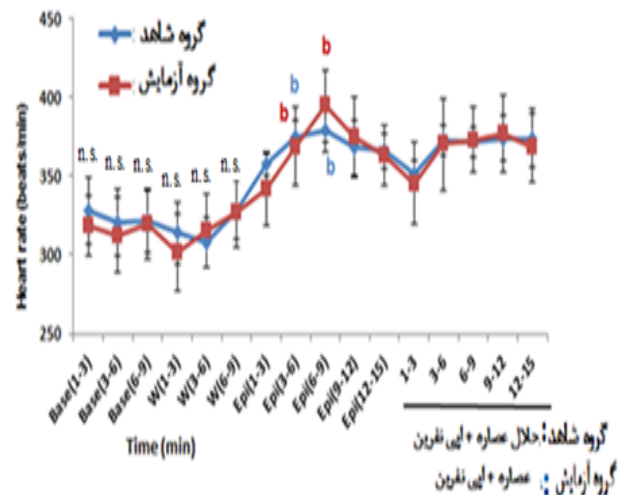 450
400
350
300
250
Heart rate (beats/min)
گروه شاهد
گروه آزمایش
n.s.
n.s.
n.s.
n.s.
n.s.
n.s.
b
b
b
b
Base(1-3)
Base(3-6)
Base(6-9)
W(1-3)
W(3-6)
W(6-9)
Epi(1-3)
Epi(3-6)
Epi(6-9)
Epi(9-12)
Epi(12-15)
1-3
3-6
6-9
9-12
12-15
Time (min)
گروه شاهد: حلال عصاره + اپی نفرین
گروه آزمایش : عصاره + اپی نفرین